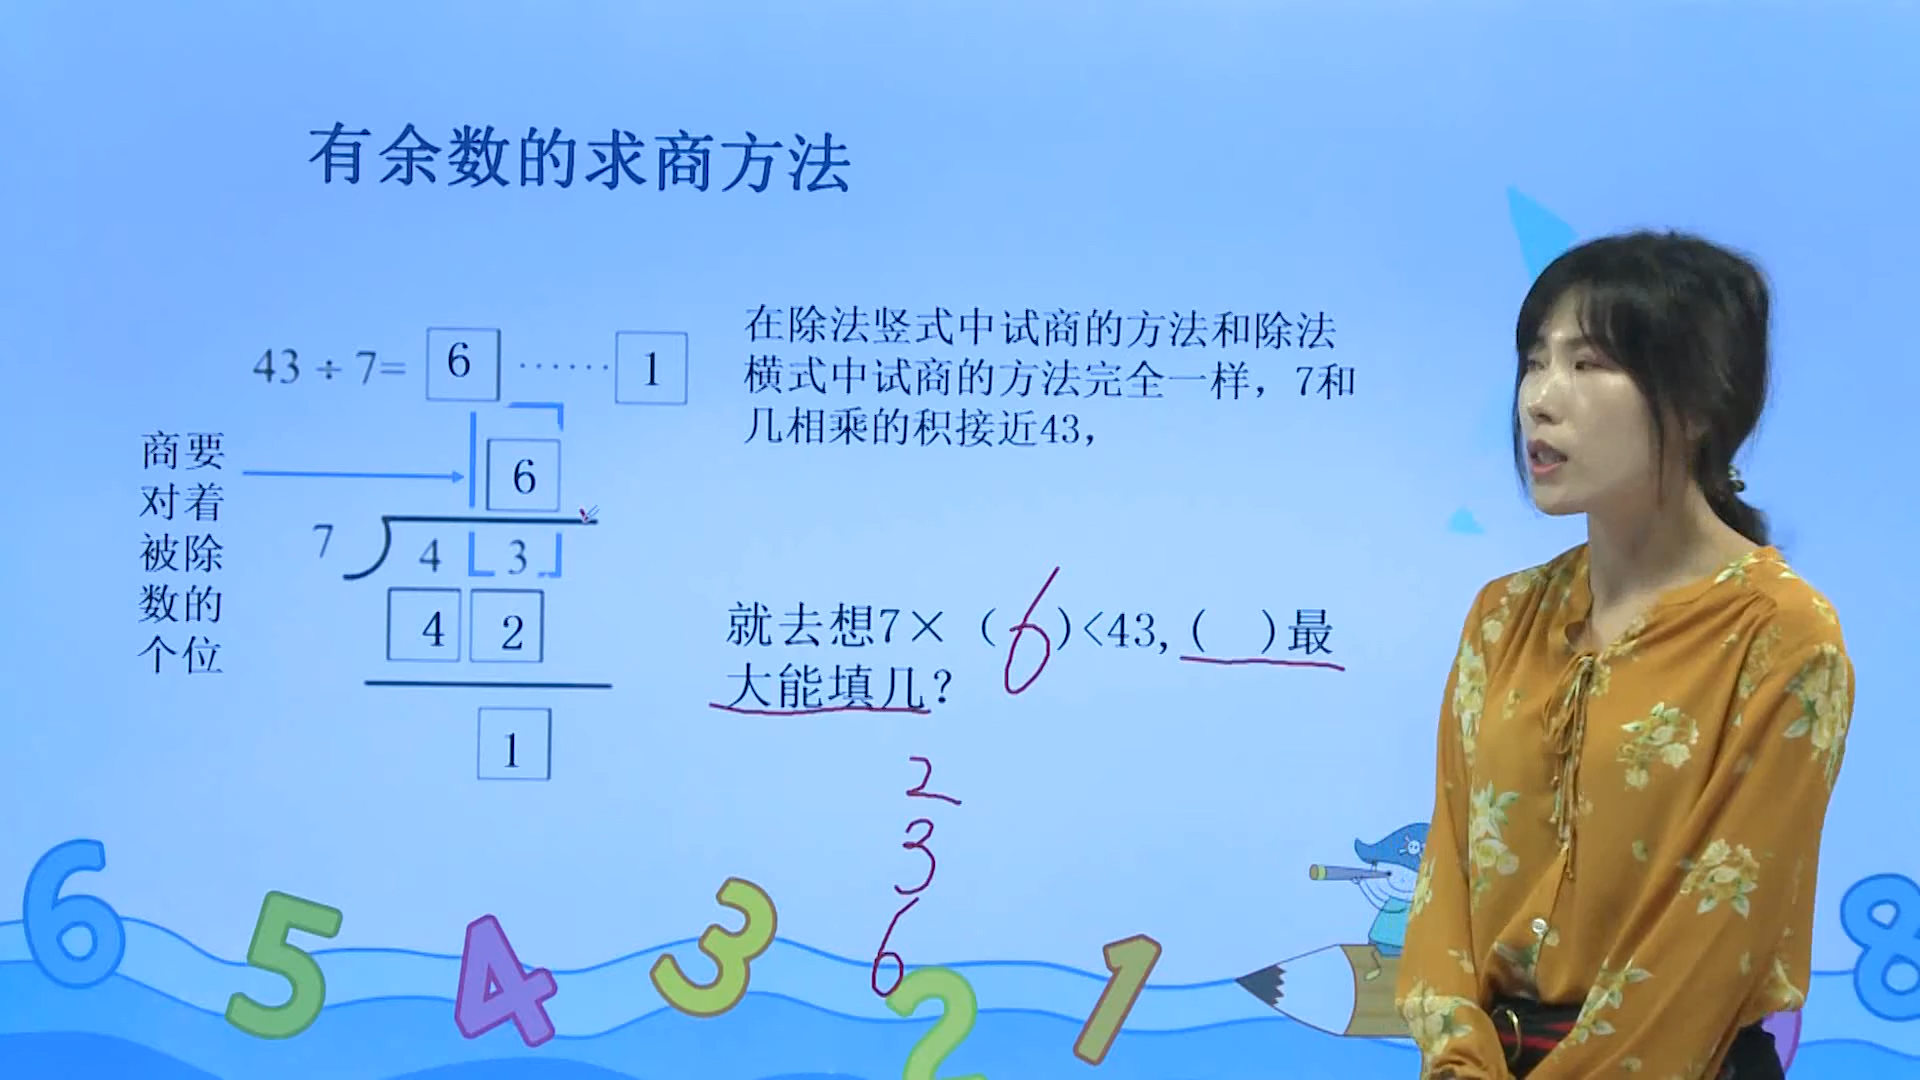 有余数的求商方法
43÷7= 6 ······ 1
在除法竖式中试商的方法和除法
横式中试商的方法完全一样，7和
几相乘的积接近43，
商要
对着
被除
数的
个位
6
7 4 3
4 2
1
就去想7×（6)<43,( )最
大能填几？
2
3
6
6 5 4 3 2 1 8